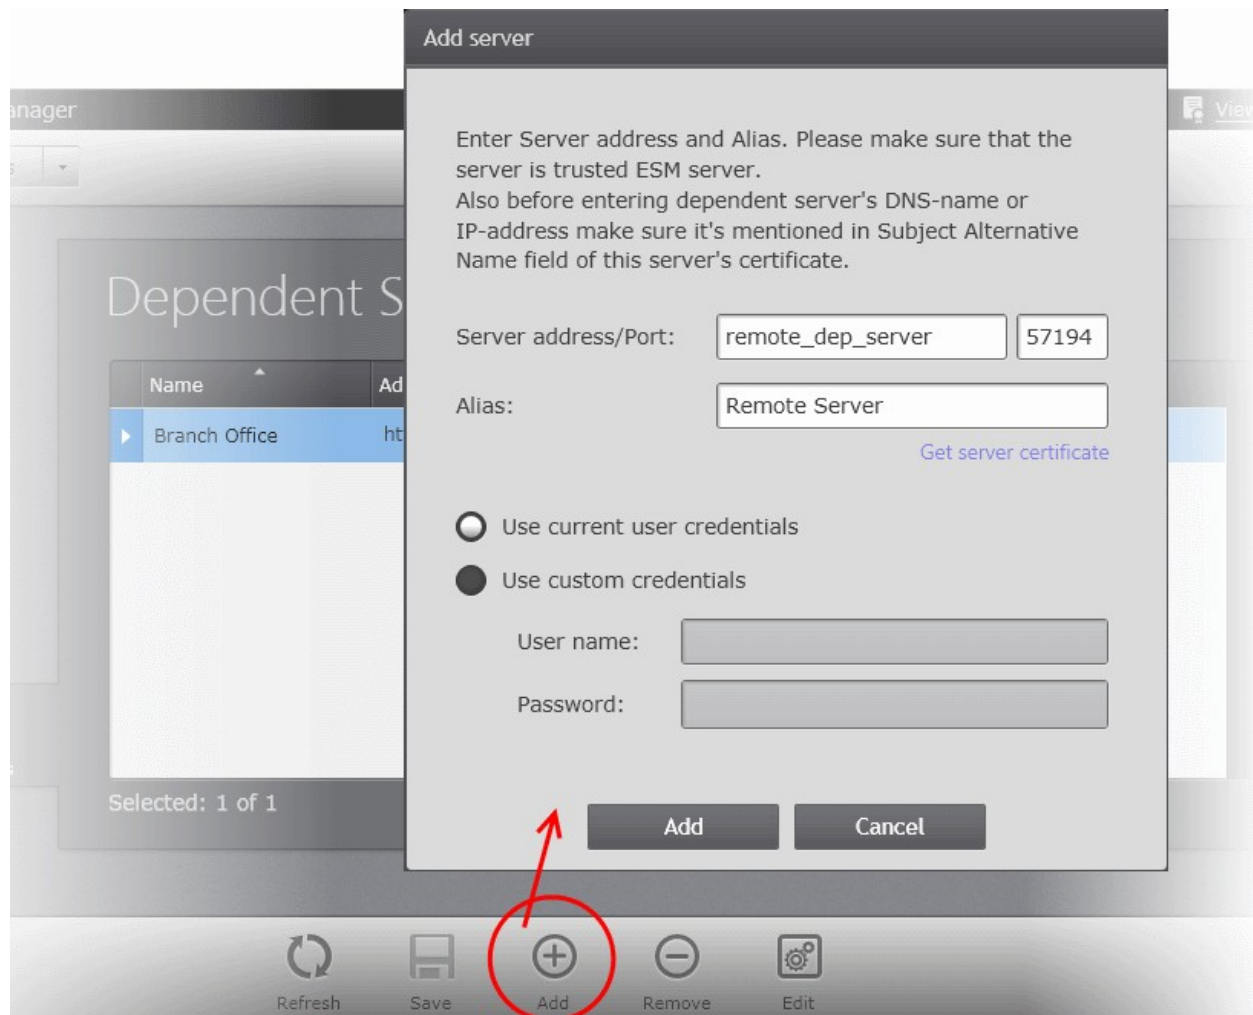 Add server
anager
View
Enter Server address and Alias. Please make sure that the
server is trusted ESM server.
Also before entering dependent server's DNS-name or
IP-address make sure it's mentioned in Subject Alternative
Name field of this server's certificate.
Dependent S
Server address/Port: remote_dep_server 57194
Name Ad
Alias: Remote Server
Branch Office ht
Get server certificate
Use current user credentials
Use custom credentials
User name:
Password:
Selected: 1 of 1
Add Cancel
Refresh Save Add Remove Edit